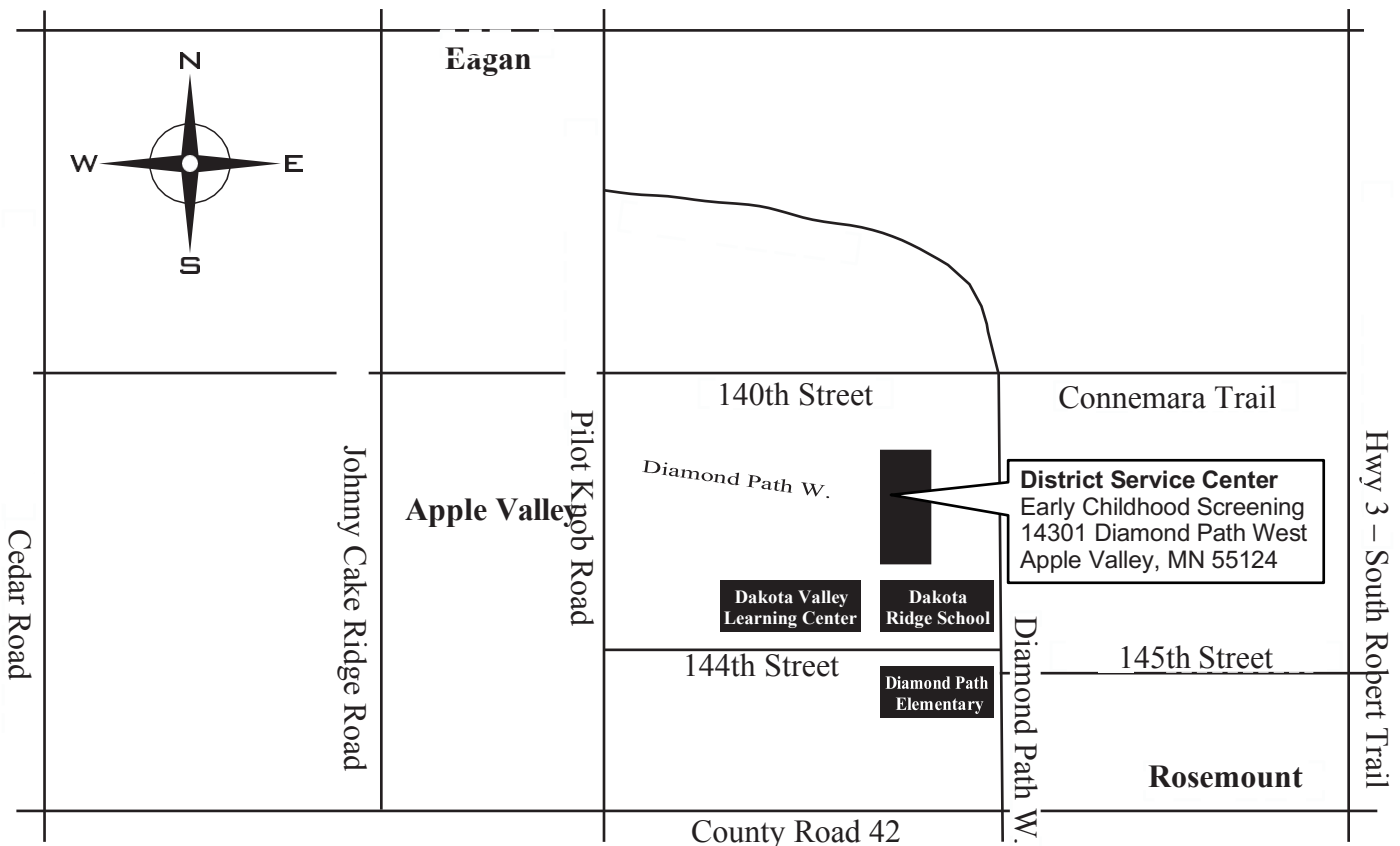 Eagan
N
W E
S
140th Street
Connemara Trail
Diamond Path W.
Apple Valley
District Service Center
Early Childhood Screening
14301 Diamond Path West
Apple Valley, MN 55124
Cedar Road
Johnny Cake Ridge Road
Pilot Knob Road
Hwy 3 – South Robert Trail
Dakota Valley
Learning Center
Dakota
Ridge School
144th Street
145th Street
Diamond Path
Elementary
Diamond Path W.
Rosemount
County Road 42